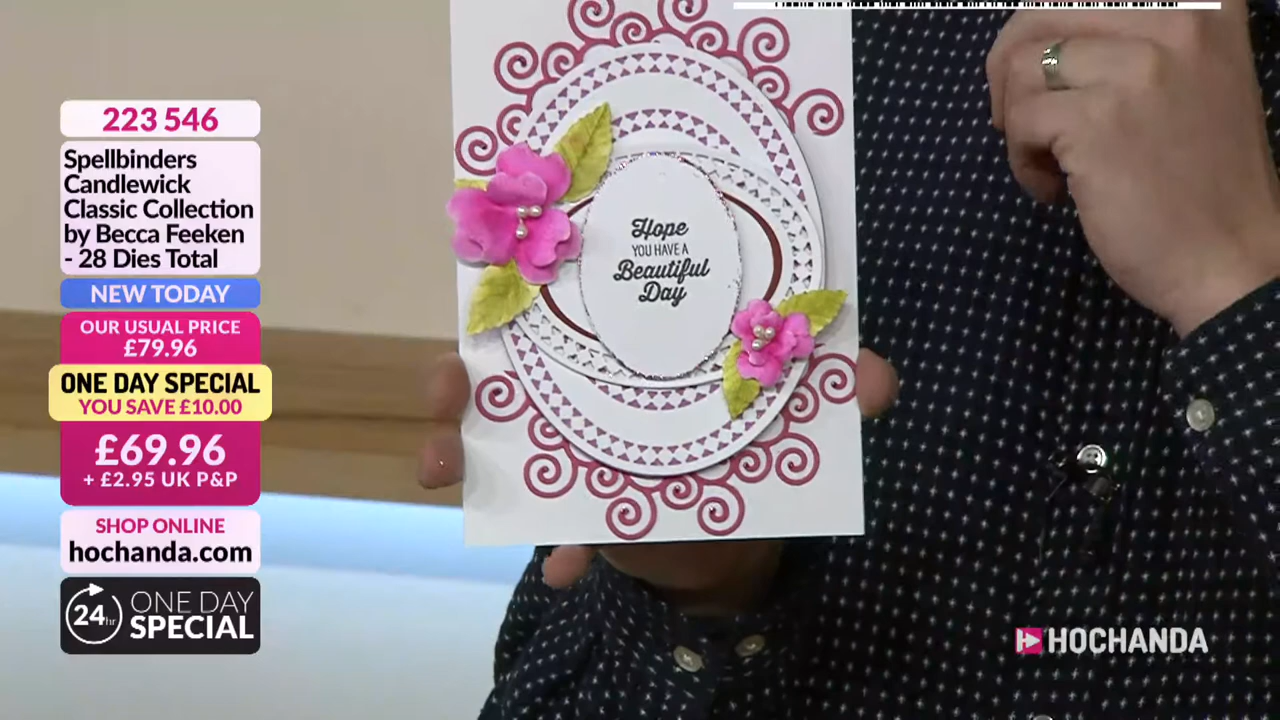 223 546
Spellbinders
Candlewick
Classic Collection
by Becca Feeken
- 28 Dies Total
NEW TODAY
OUR USUAL PRICE
£79.96
ONE DAY SPECIAL
YOU SAVE £10.00
£69.96
+ £2.95 UK P&P
SHOP ONLINE
hochanda.com
24hr
ONE DAY
SPECIAL
Hope
YOU HAVE A
Beautiful
Day
HOCHANDA